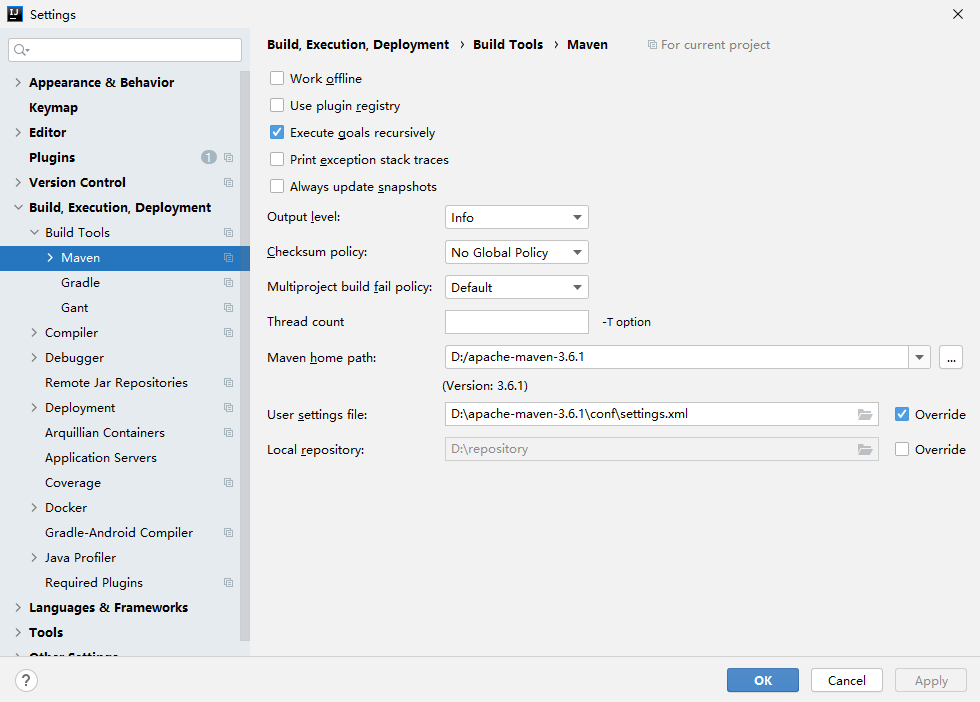 Settings
Appearance & Behavior
Keymap
Editor
Plugins 1
Version Control
Build, Execution, Deployment
Build Tools
Maven
Gradle
Gant
Compiler
Debugger
Remote Jar Repositories
Deployment
Arquillian Containers
Application Servers
Coverage
Docker
Gradle-Android Compiler
Java Profiler
Required Plugins
Languages & Frameworks
Tools
Other Settings
Build, Execution, Deployment › Build Tools › Maven For current project
Work offline
Use plugin registry
Execute goals recursively
Print exception stack traces
Always update snapshots
Output level: Info
Checksum policy: No Global Policy
Multiproject build fail policy: Default
Thread count -T option
Maven home path: D:/apache-maven-3.6.1 ...
(Version: 3.6.1)
User settings file: D:\apache-maven-3.6.1\conf\settings.xml Override
Local repository: D:\repository Override
? OK Cancel Apply